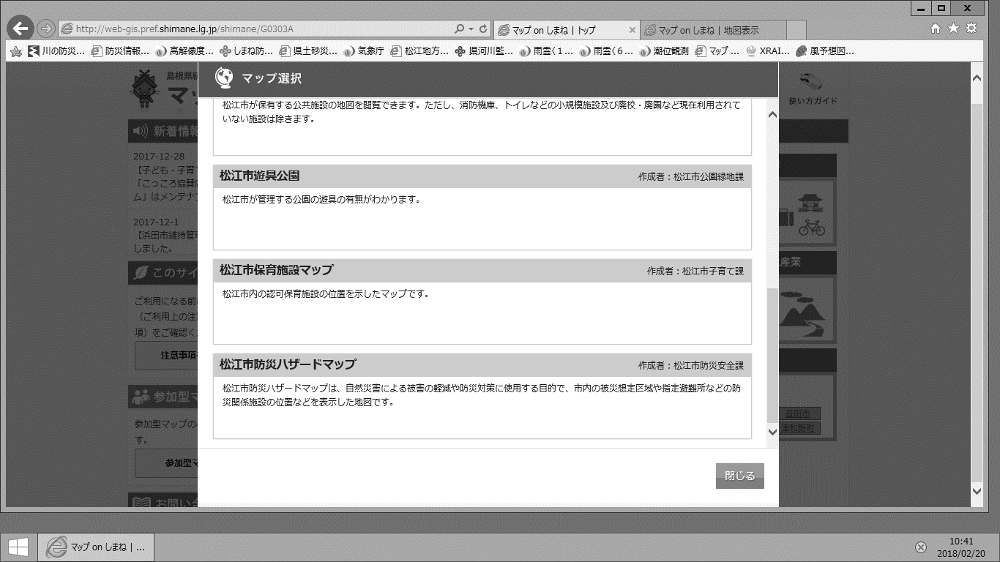 http://web-gis.pref.shimane.lg.jp/shimane/G0303A
マップ on しまね | トップ
マップ on しまね | 地図表示
川の防災...
防災情報...
高解像度...
しまね防...
県土砂災...
気象庁
松江地方...
県河川監...
雨雲（１...
雨雲（６...
潮位観測
マップ ...
XRAI...
風予想図...
島根県
マッ
使い方ガイド
マップ選択
松江市が保有する公共施設の地図を閲覧できます。ただし、消防機庫、トイレなどの小規模施設及び廃校・廃園など現在利用されて
いない施設は除きます。
松江市遊具公園
作成者：松江市公園緑地課
松江市が管理する公園の遊具の有無がわかります。
松江市保育施設マップ
作成者：松江市子育て課
松江市内の認可保育施設の位置を示したマップです。
松江市防災ハザードマップ
作成者：松江市防災安全課
松江市防災ハザードマップは、自然災害による被害の軽減や防災対策に使用する目的で、市内の被災想定区域や指定避難所などの防
災関係施設の位置などを表示した地図です。
閉じる
新着情報
2017-12-28
【子ども・子育て
「こっころ協賛店
ム」はメンテナン
2017-12-1
【浜田市維持管理
しました。
このサイ
ご利用になる前に
（ご利用上の注意
項）をご確認く
注意事項
参加型マ
参加型マップの
す。
参加型マ
お問い合
産業
益田市
津和野町
マップ on しまね | ...
10:41
2018/02/20